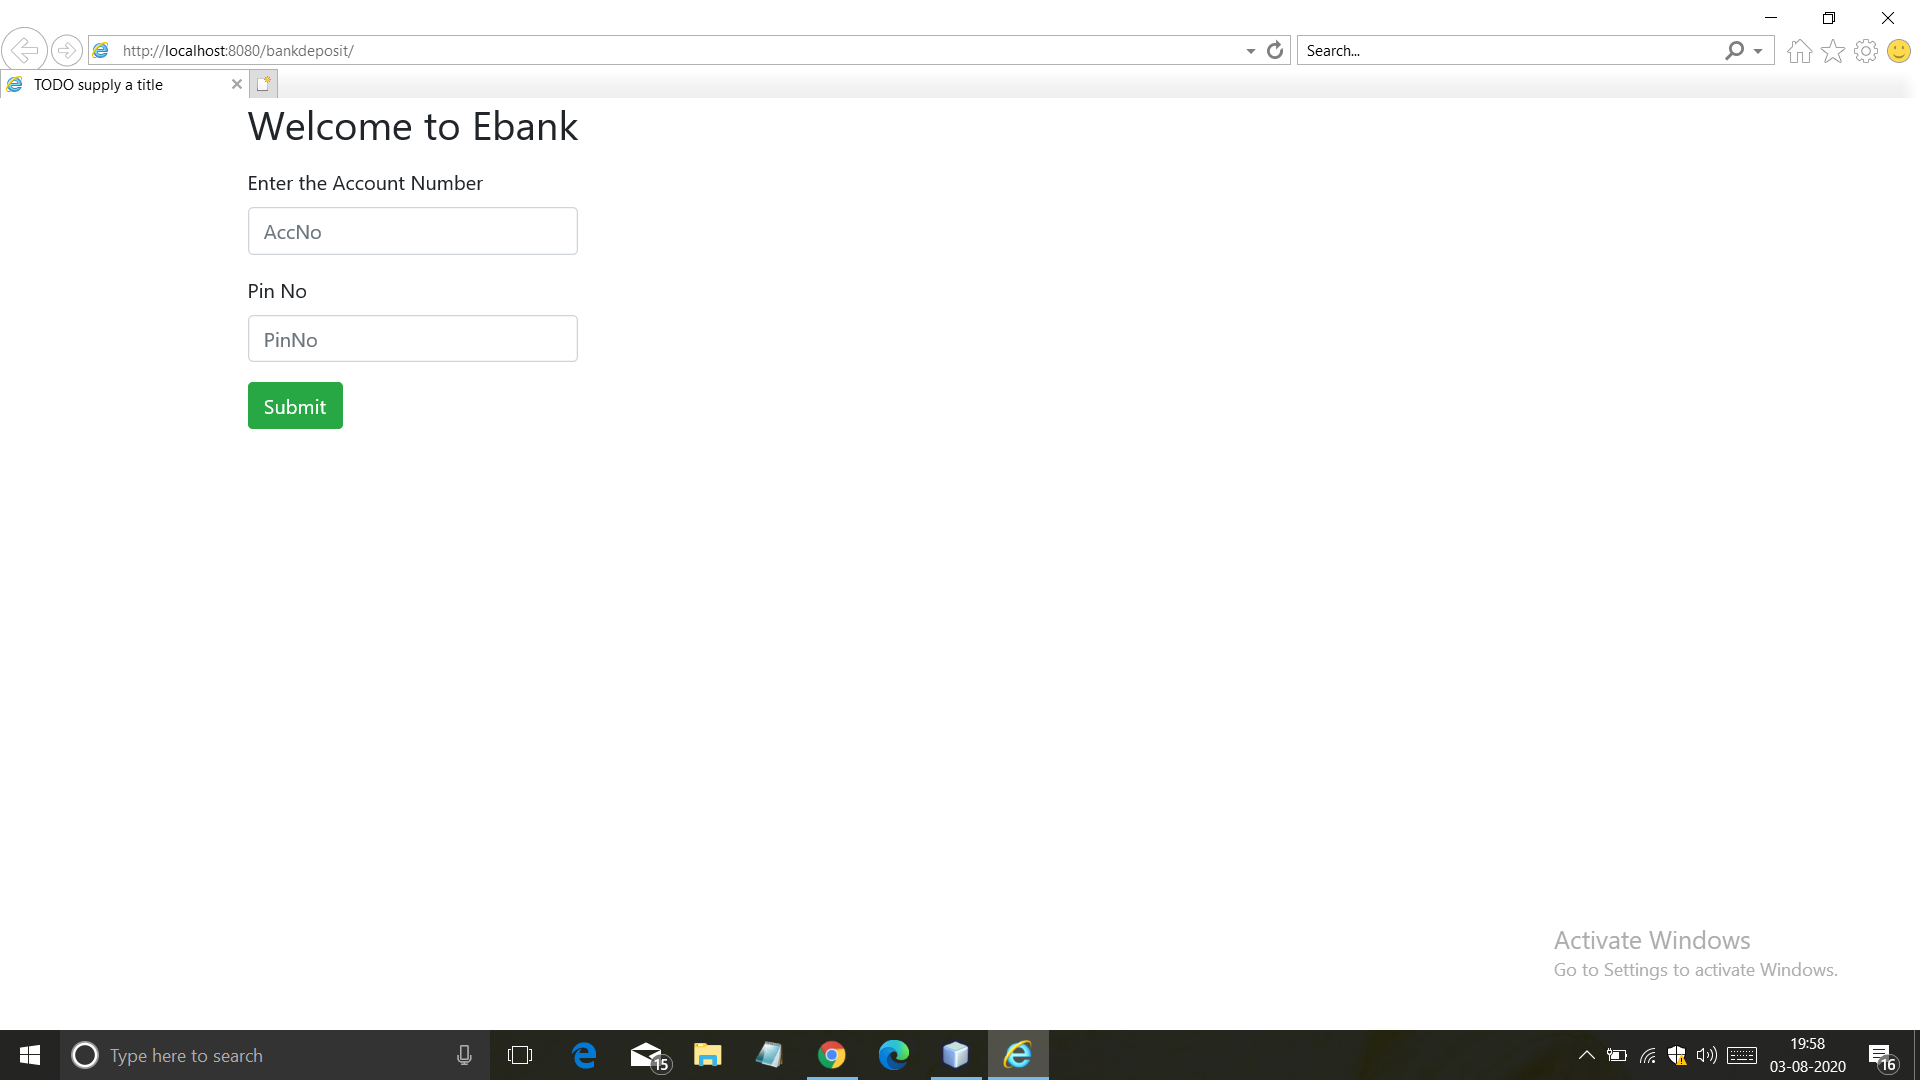 http://localhost:8080/bankdeposit/
Search...
TODO supply a title
Welcome to Ebank
Enter the Account Number
AccNo
Pin No
PinNo
Submit
Activate Windows
Go to Settings to activate Windows.
Type here to search
15
19:58
03-08-2020
16